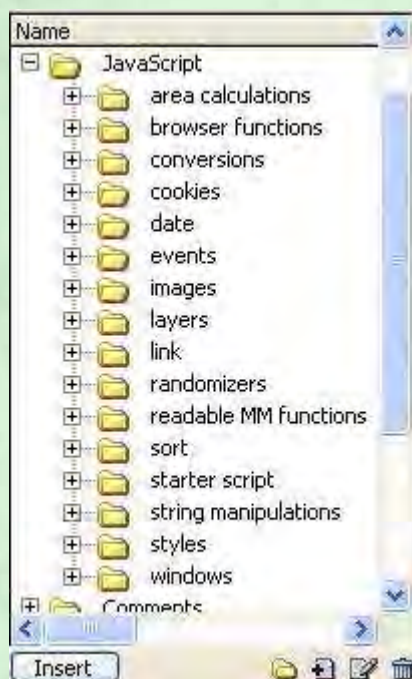 Name
JavaScript
area calculations
browser functions
conversions
cookies
date
events
images
layers
link
randomizers
readable MM functions
sort
starter script
string manipulations
styles
windows
Comments
Insert